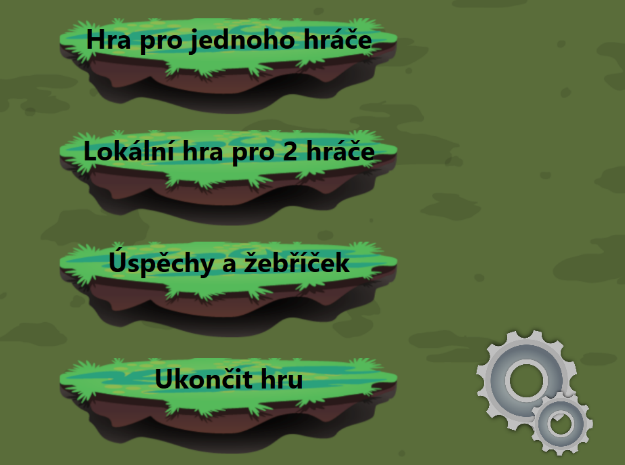 Hra pro jednoho hráče
Lokální hra pro 2 hráče
Úspěchy a žebříček
Ukončit hru